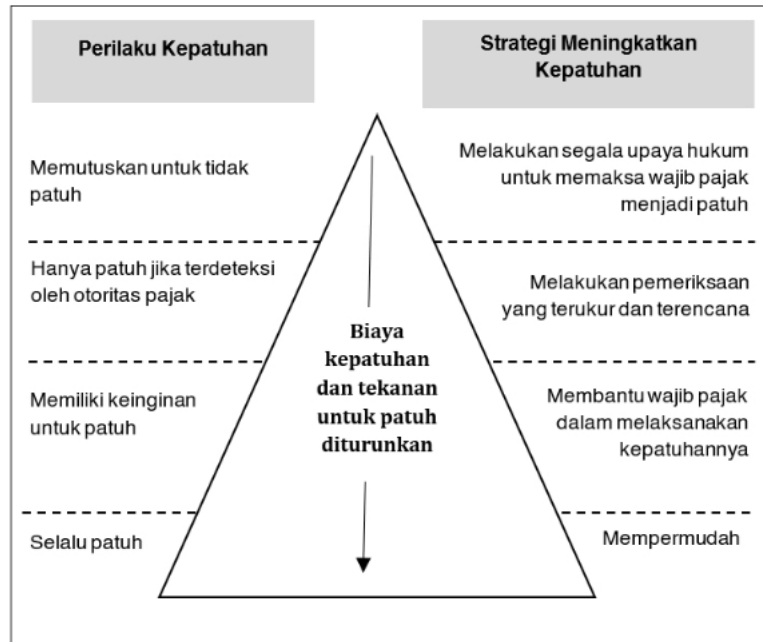 Perilaku Kepatuhan
Strategi Meningkatkan
Kepatuhan
Memutuskan untuk tidak
patuh
Melakukan segala upaya hukum
untuk memaksa wajib pajak
menjadi patuh
Hanya patuh jika terdeteksi
oleh otoritas pajak
Melakukan pemeriksaan
yang terukur dan terencana
Biaya
kepatuhan
dan tekanan
untuk patuh
diturunkan
Memiliki keinginan
untuk patuh
Membantu wajib pajak
dalam melaksanakan
kepatuhannya
Selalu patuh
Mempermudah